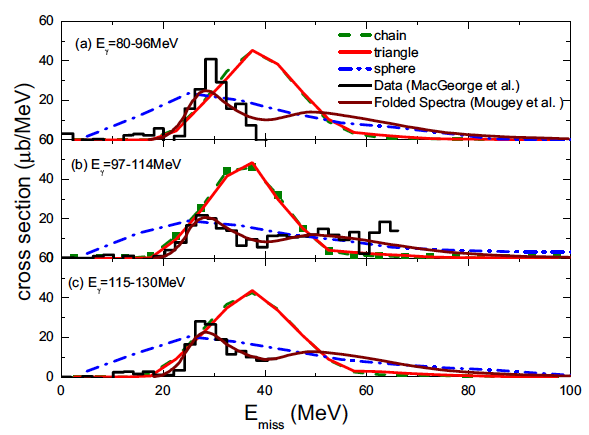 60
(a) Eγ=80-96MeV
chain
triangle
sphere
Data (MacGeorge et al.)
Folded Spectra (Mougey et al. )
40
20
60
(b) Eγ=97-114MeV
40
20
60
(c) Eγ=115-130MeV
40
20
0
cross section (μb/MeV)
0 20 40 60 80 100
Emiss (MeV)